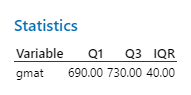 Statistics
Variable Q1 Q3 IQR
gmat 690.00 730.00 40.00